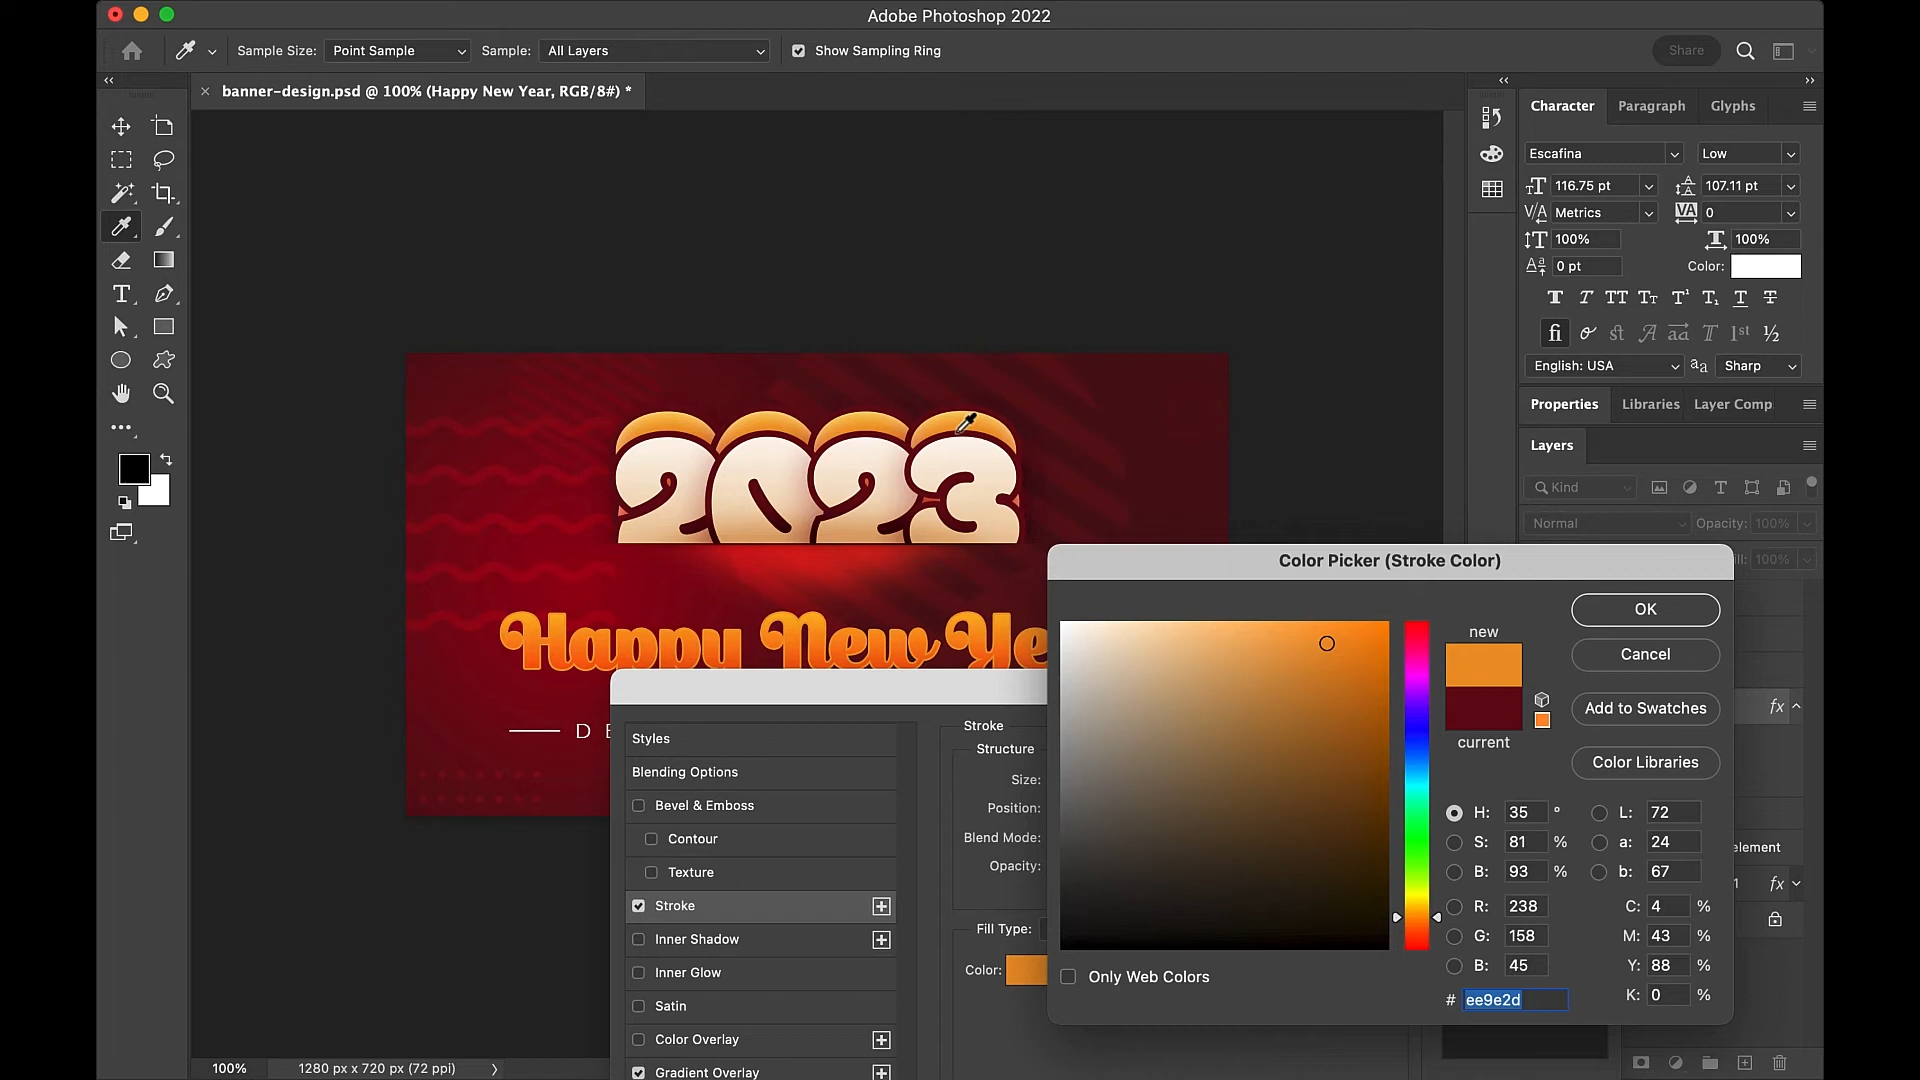 Adobe Photoshop 2022
Sample Size: Point Sample Sample: All Layers Show Sampling Ring Share
banner-design.psd @ 100% (Happy New Year, RGB/8#) *
Character Paragraph Glyphs
Escafina Low
116.75 pt 107.11 pt
Metrics 0
100% 100%
0 pt Color:
English: USA aa Sharp
Properties Libraries Layer Comp
Layers
Kind
Normal Opacity: 100%
ill: 100%
2023
Happy New Ye
D E
Color Picker (Stroke Color)
new
current
OK
Cancel
Add to Swatches
Color Libraries
H: 35 ° L: 72
S: 81 % a: 24
B: 93 % b: 67
R: 238 C: 4 %
G: 158 M: 43 %
B: 45 Y: 88 %
# ee9e2d K: 0 %
Only Web Colors
Styles
Blending Options
Bevel & Emboss
Contour
Texture
Stroke
Inner Shadow
Inner Glow
Satin
Color Overlay
Gradient Overlay
Stroke
Structure
Size:
Position:
Blend Mode:
Opacity:
Fill Type:
Color:
fx
element
1 fx
100% 1280 px x 720 px (72 ppi)